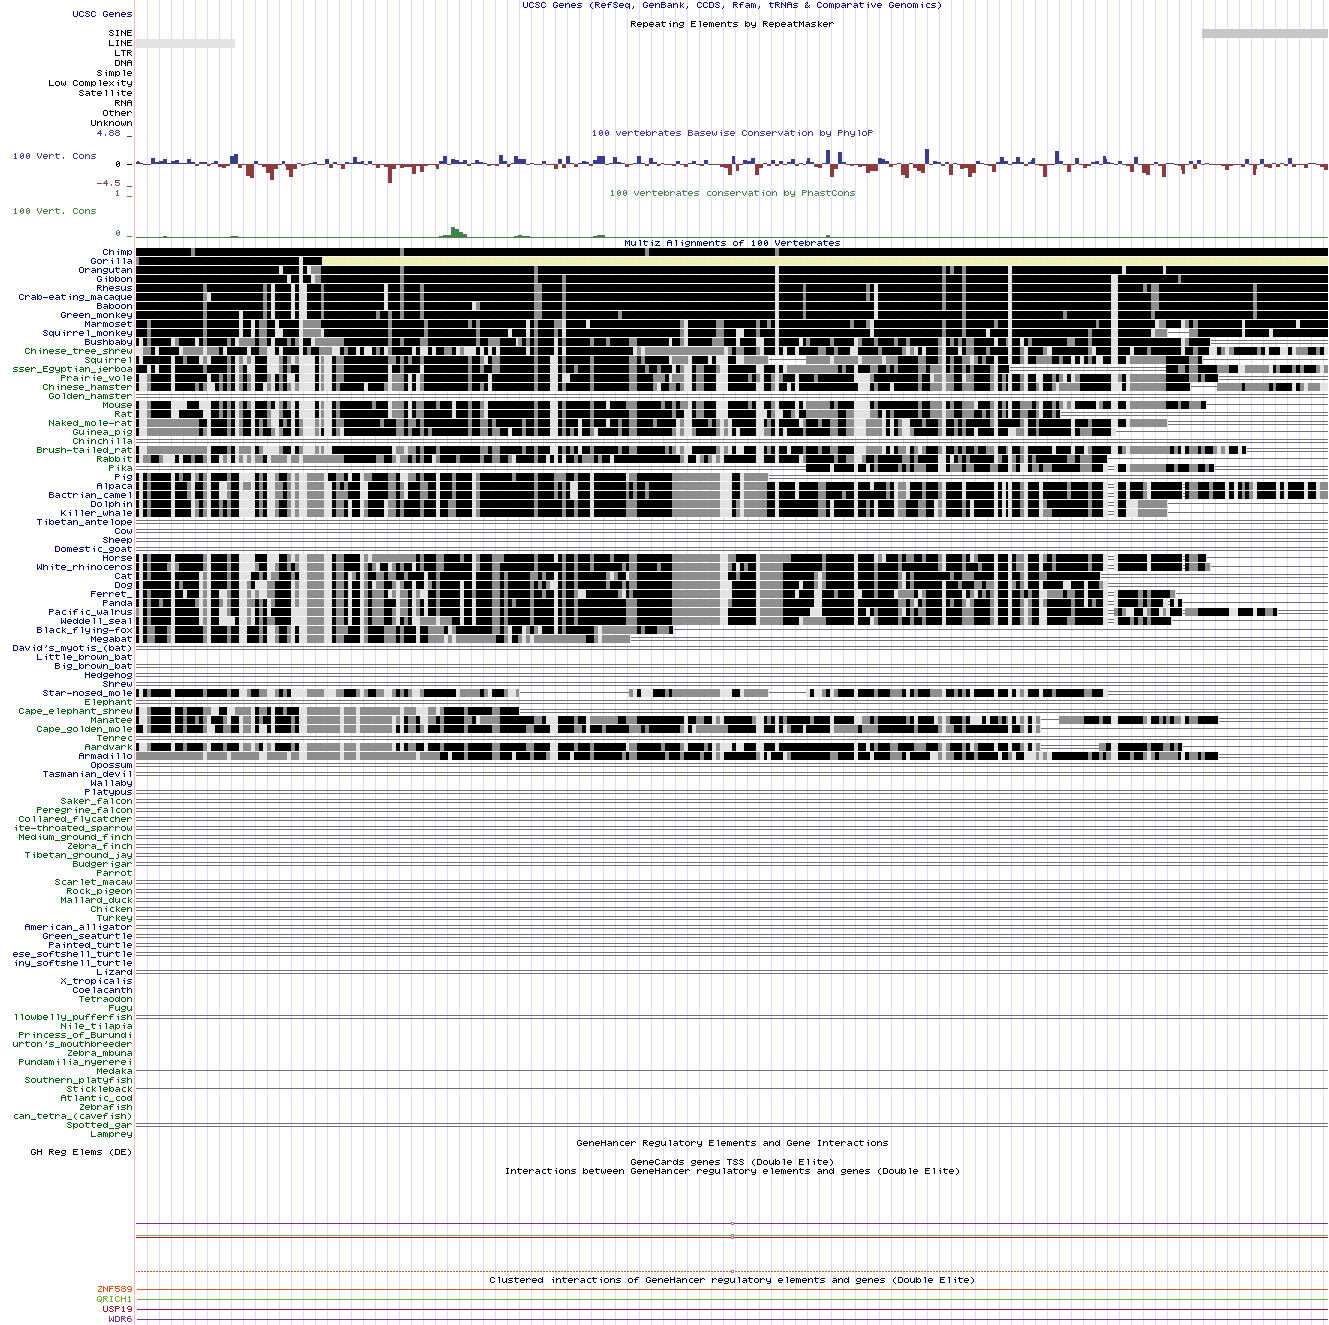 UCSC Genes (RefSeq, GenBank, CCDS, Rfam, tRNAs & Comparative Genomics)
UCSC Genes
Repeating Elements by RepeatMasker
SINE
LINE
LTR
DNA
Simple
Low Complexity
Satellite
RNA
Other
Unknown
4.88 _
100 vertebrates Basewise Conservation by PhyloP
100 Vert. Cons
0 _
-4.5 _
100 vertebrates conservation by PhastCons
1 _
100 Vert. Cons
0 _
Multiz Alignments of 100 Vertebrates
Chimp
Gorilla
Orangutan
Gibbon
Rhesus
Crab-eating_macaque
Baboon
Green_monkey
Marmoset
Squirrel_monkey
Bushbaby
Chinese_tree_shrew
Squirrel
sser_Egyptian_jerboa
Prairie_vole
Chinese_hamster
Golden_hamster
Mouse
Rat
Naked_mole-rat
Guinea_pig
Chinchilla
Brush-tailed_rat
Rabbit
Pika
Pig
Alpaca
Bactrian_camel
Dolphin
Killer_whale
Tibetan_antelope
Cow
Sheep
Domestic_goat
Horse
White_rhinoceros
Cat
Dog
Ferret_
Panda
Pacific_walrus
Weddell_seal
Black_flying-fox
Megabat
David's_myotis_(bat)
Little_brown_bat
Big_brown_bat
Hedgehog
Shrew
Star-nosed_mole
Elephant
Cape_elephant_shrew
Manatee
Cape_golden_mole
Tenrec
Aardvark
Armadillo
Opossum
Tasmanian_devil
Wallaby
Platypus
Saker_falcon
Peregrine_falcon
Collared_flycatcher
ite-throated_sparrow
Medium_ground_finch
Zebra_finch
Tibetan_ground_jay
Budgerigar
Parrot
Scarlet_macaw
Rock_pigeon
Mallard_duck
Chicken
Turkey
American_alligator
Green_seaturtle
Painted_turtle
ese_softshell_turtle
iny_softshell_turtle
Lizard
X_tropicalis
Coelacanth
Tetraodon
Fugu
llowbelly_pufferfish
Nile_tilapia
Princess_of_Burundi
urton's_mouthbreeder
Zebra_mbuna
Pundamilia_nyererei
Medaka
Southern_platyfish
Stickleback
Atlantic_cod
Zebrafish
can_tetra_(cavefish)
Spotted_gar
Lamprey
GeneHancer Regulatory Elements and Gene Interactions
GH Reg Elems (DE)
GeneCards genes TSS (Double Elite)
Interactions between GeneHancer regulatory elements and genes (Double Elite)
Clustered interactions of GeneHancer regulatory elements and genes (Double Elite)
ZNF589
QRICH1
USP19
WDR6